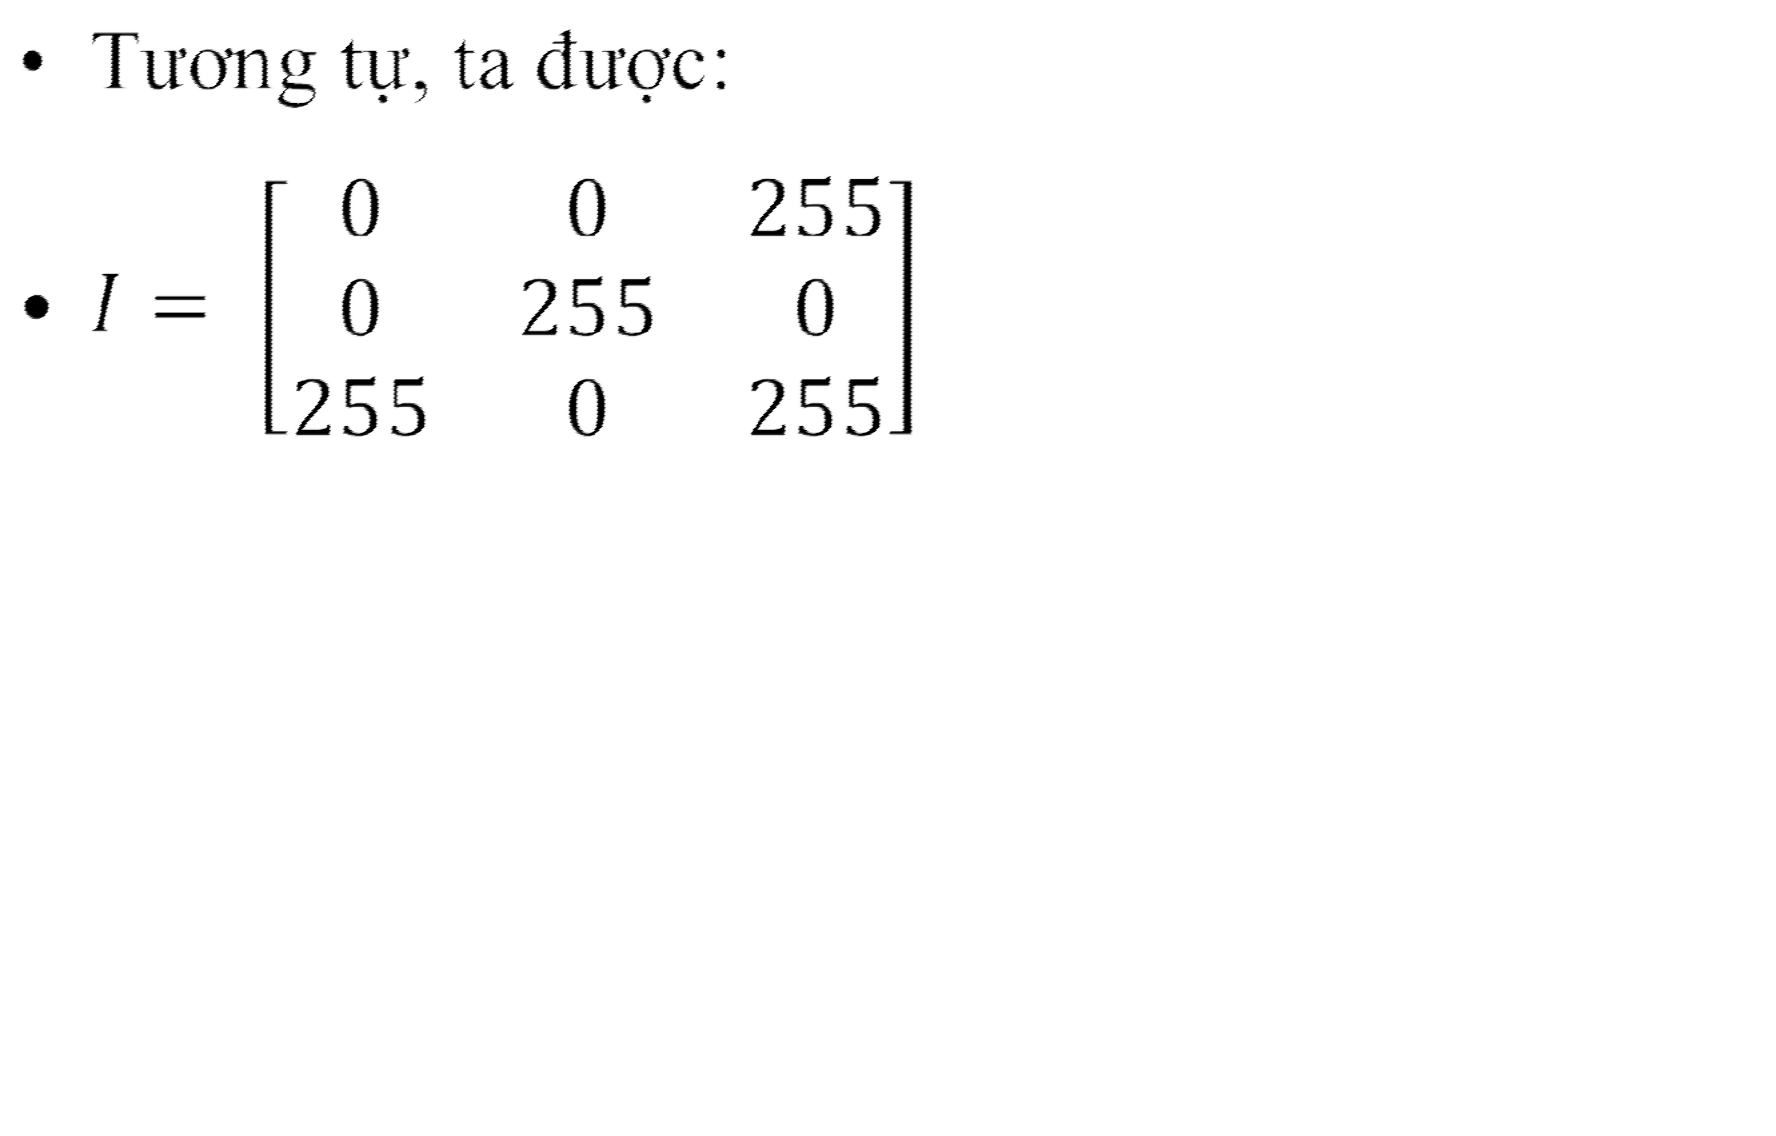 • Tương tự, ta được:
• I = [0 0 255
0 255 0
255 0 255]